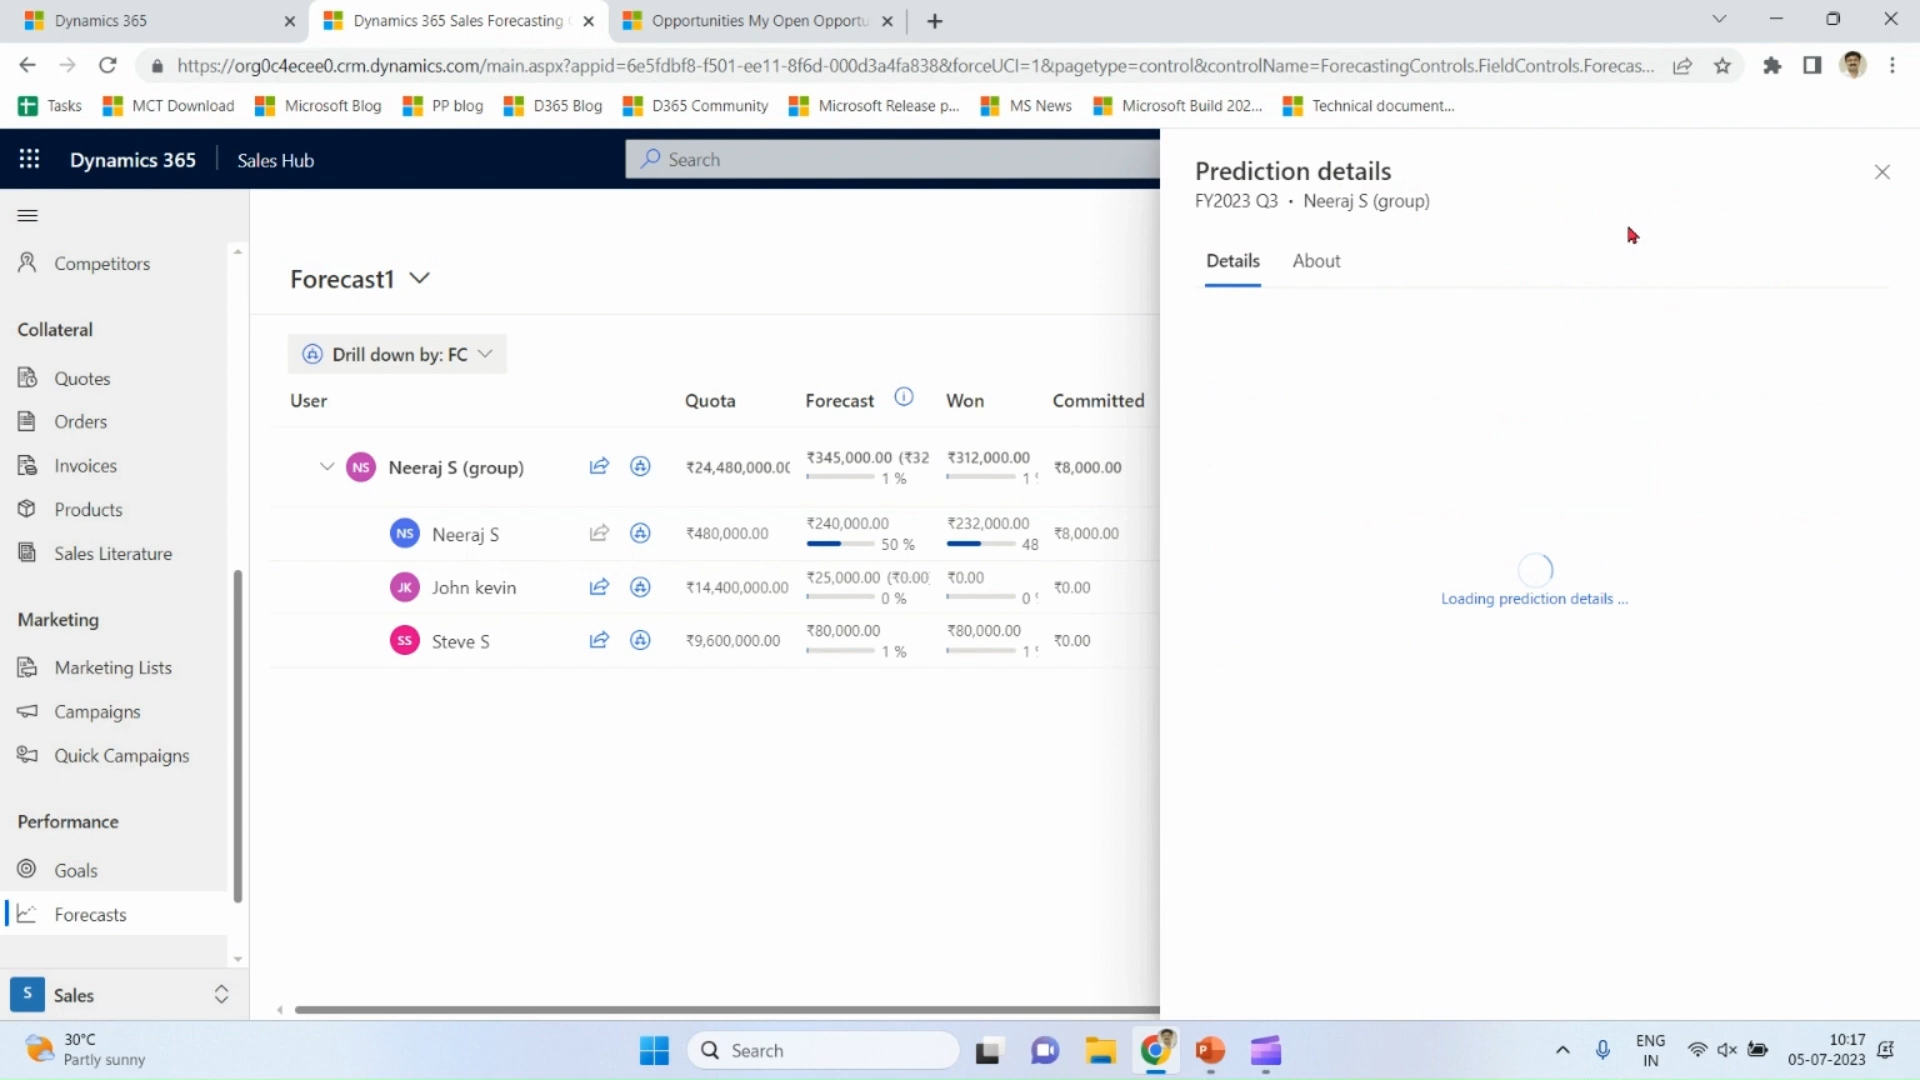 Dynamics 365
Dynamics 365 Sales Forecasting
Opportunities My Open Opportu
https://org0c4ecee0.crm.dynamics.com/main.aspx?appid=6e5fdbf8-f501-ee11-8f6d-000d3a4fa838&forceUCI=1&pagetype=control&controlName=ForecastingControls.FieldControls.Forecas...
Tasks
MCT Download
Microsoft Blog
PP blog
D365 Blog
D365 Community
Microsoft Release p...
MS News
Microsoft Build 202...
Technical document...
Dynamics 365
Sales Hub
Search
Competitors
Collateral
Quotes
Orders
Invoices
Products
Sales Literature
Marketing
Marketing Lists
Campaigns
Quick Campaigns
Performance
Goals
Forecasts
S Sales
Forecast1
Drill down by: FC
User Quota Forecast Won Committed
NS Neeraj S (group) ₹24,480,000.0 ₹345,000.00 (₹32 1 % ₹312,000.00 1 ₹8,000.00
NS Neeraj S ₹480,000.00 ₹240,000.00 50 % ₹232,000.00 48 ₹8,000.00
JK John kevin ₹14,400,000.00 ₹25,000.00 (₹0.00 0 % ₹0.00 0 ₹0.00
SS Steve S ₹9,600,000.00 ₹80,000.00 1 % ₹80,000.00 1 ₹0.00
Prediction details
FY2023 Q3 • Neeraj S (group)
Details About
Loading prediction details ...
30°C
Partly sunny
Search
ENG
IN
10:17
05-07-2023